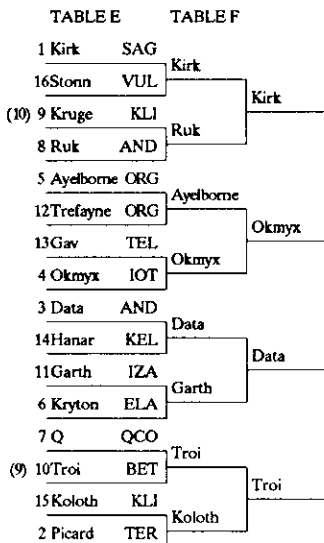 TABLE E TABLE F
1 Kirk SAG
Kirk
16 Stonn VUL
Kirk
(10) 9 Kruge KLI
Ruk
8 Ruk AND
5 Ayelborne ORG
Ayelborne
12 Trefayne ORG
Okmyx
13 Gav TEL
Okmyx
4 Okmyx IOT
3 Data AND
Data
14 Hanar KEL
Data
11 Garth IZA
Garth
6 Kryton ELA
7 Q QCO
Troi
(9) 10 Troi BET
Troi
15 Koloth KLI
Koloth
2 Picard TER